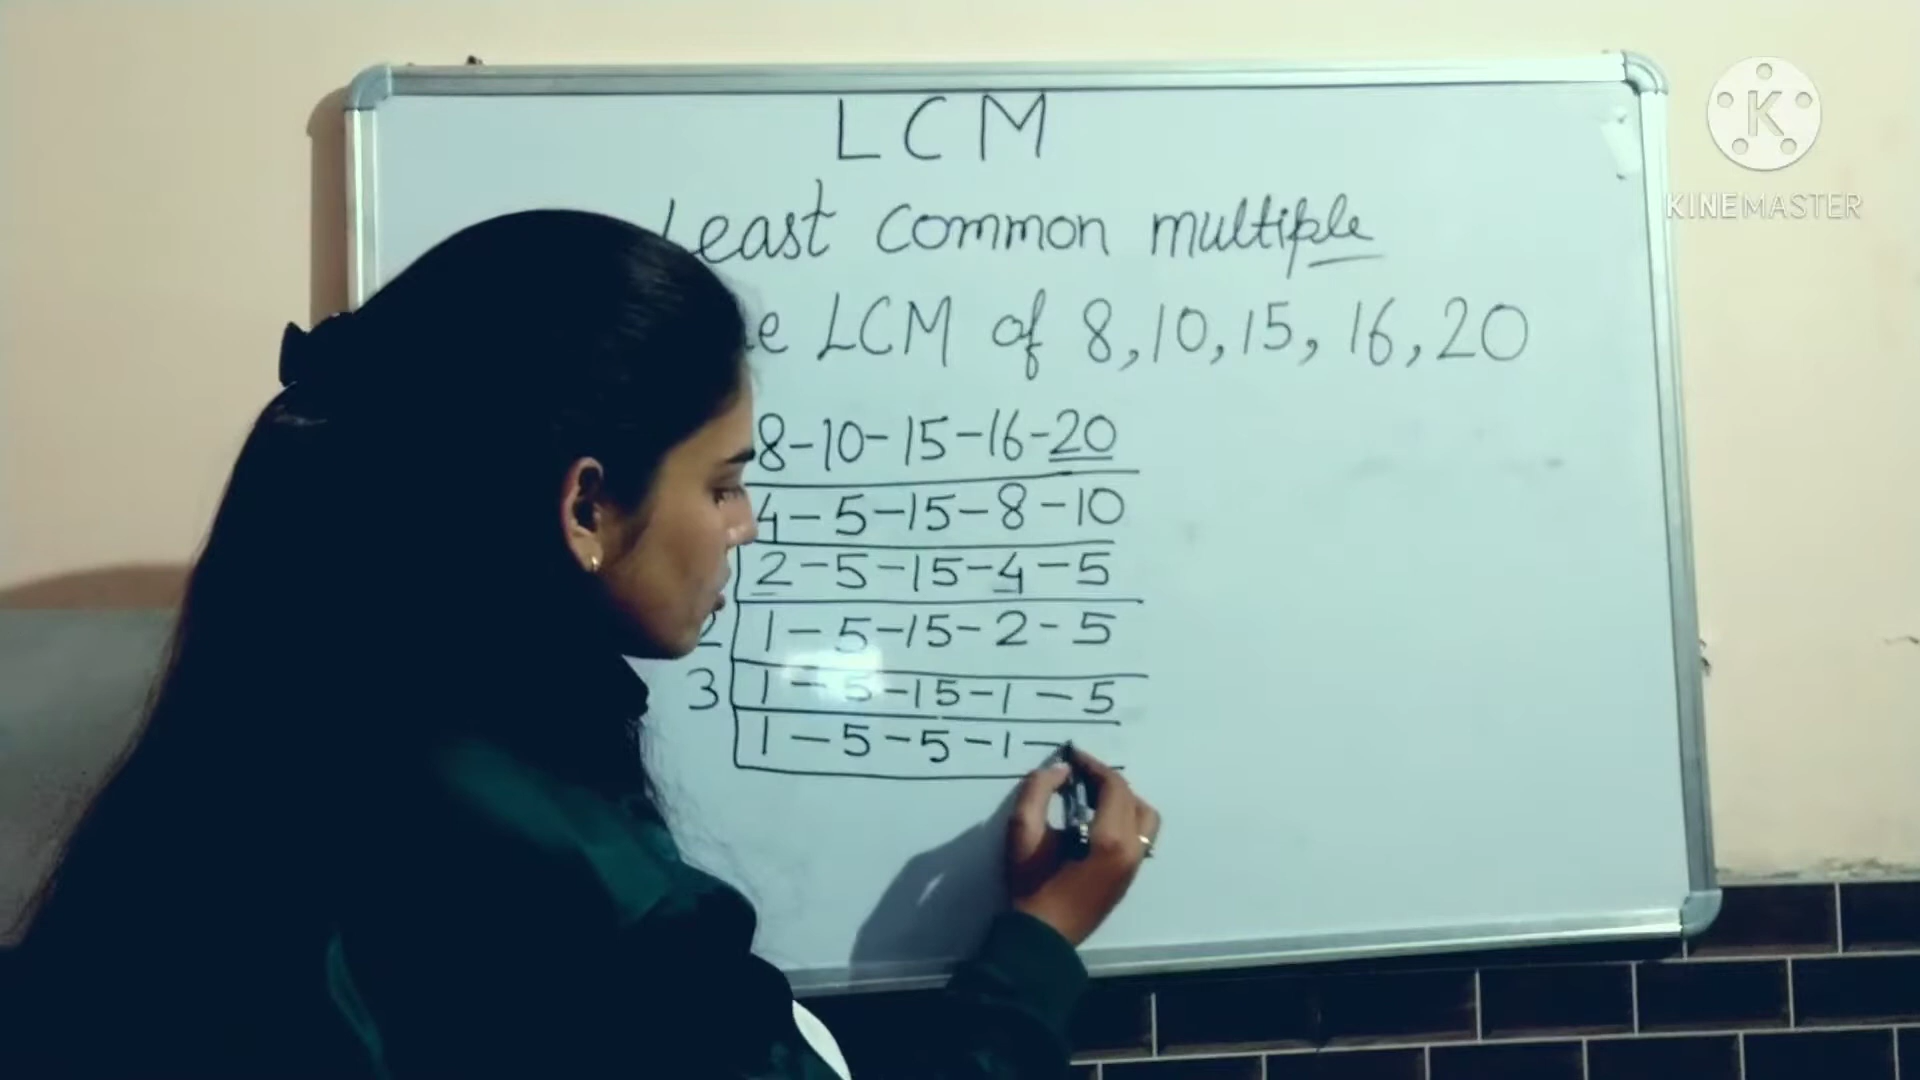 LCM
Least common multiple
LCM of 8, 10, 15, 16, 20
8-10-15-16-20
4-5-15-8-10
2-5-15-4-5
2 1-5-15-2-5
3 1-5-15-1-5
1-5-5-1-
KINEMASTER